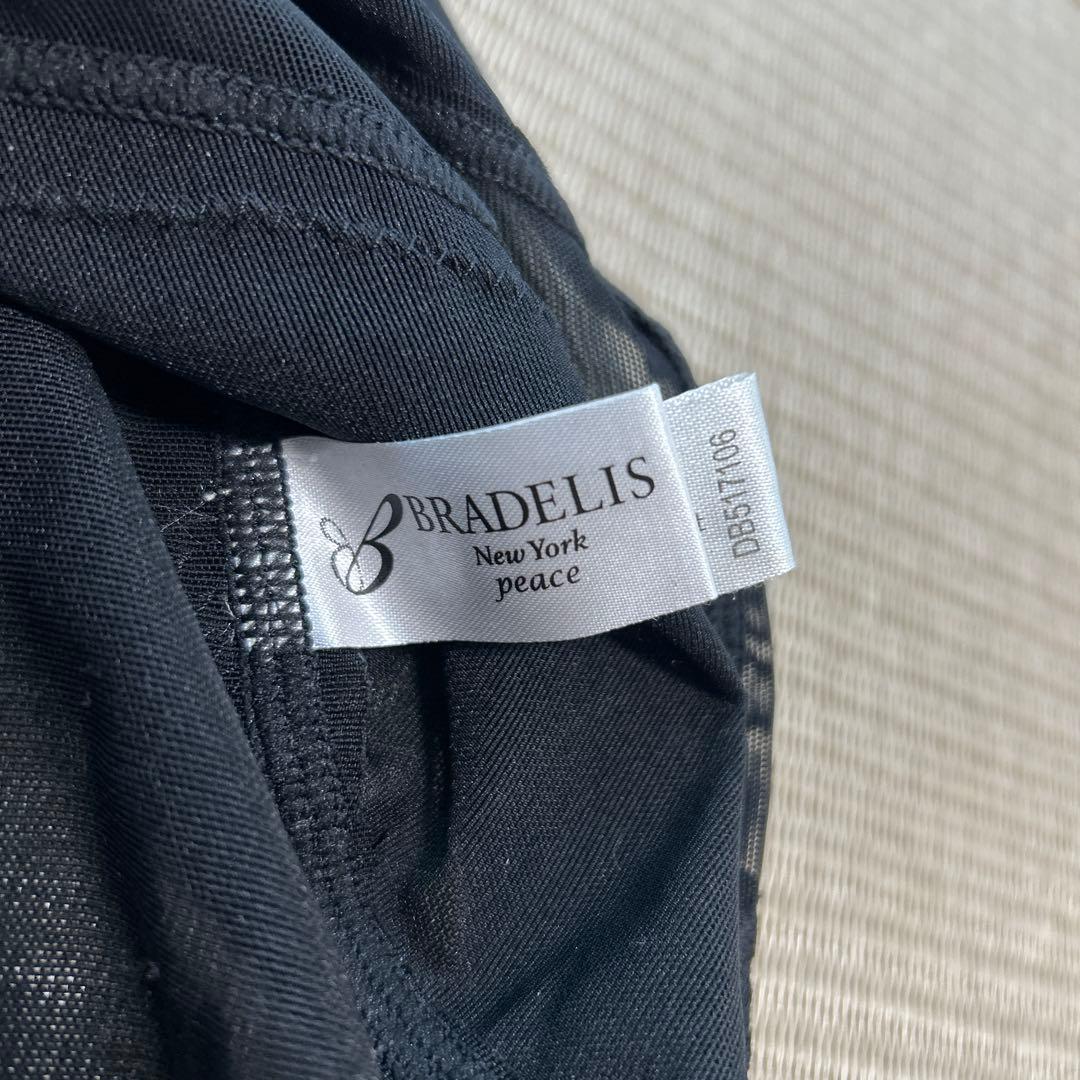 BRADELIS
New York
peace
DB517106